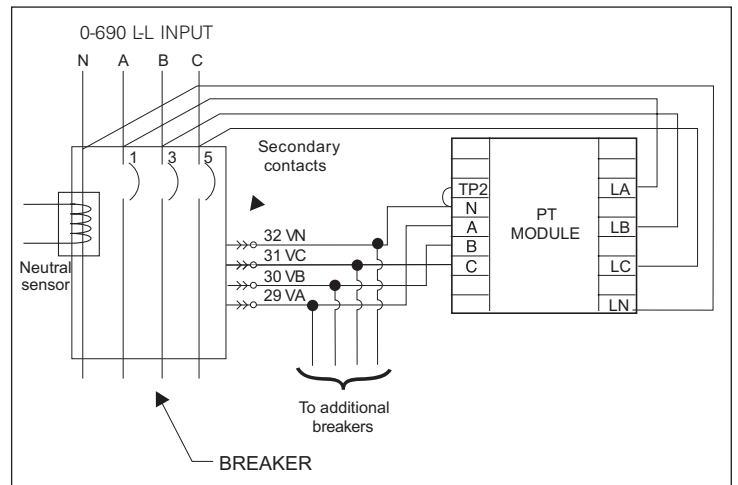 0-690 L-L INPUT
N A B C
1 3 5
Secondary
contacts
Neutral
sensor
32 VN
31 VC
30 VB
29 VA
To additional
breakers
BREAKER
TP2
N
A
B
C
PT
MODULE
LA
LB
LC
LN